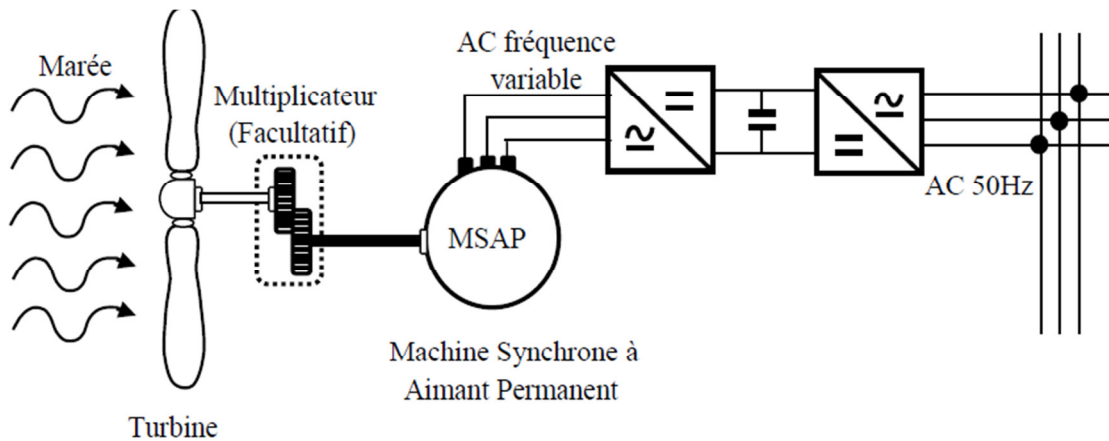 Marée
Multiplicateur
(Facultatif)
AC fréquence
variable
MSAP
AC 50Hz
Machine Synchrone à
Aimant Permanent
Turbine